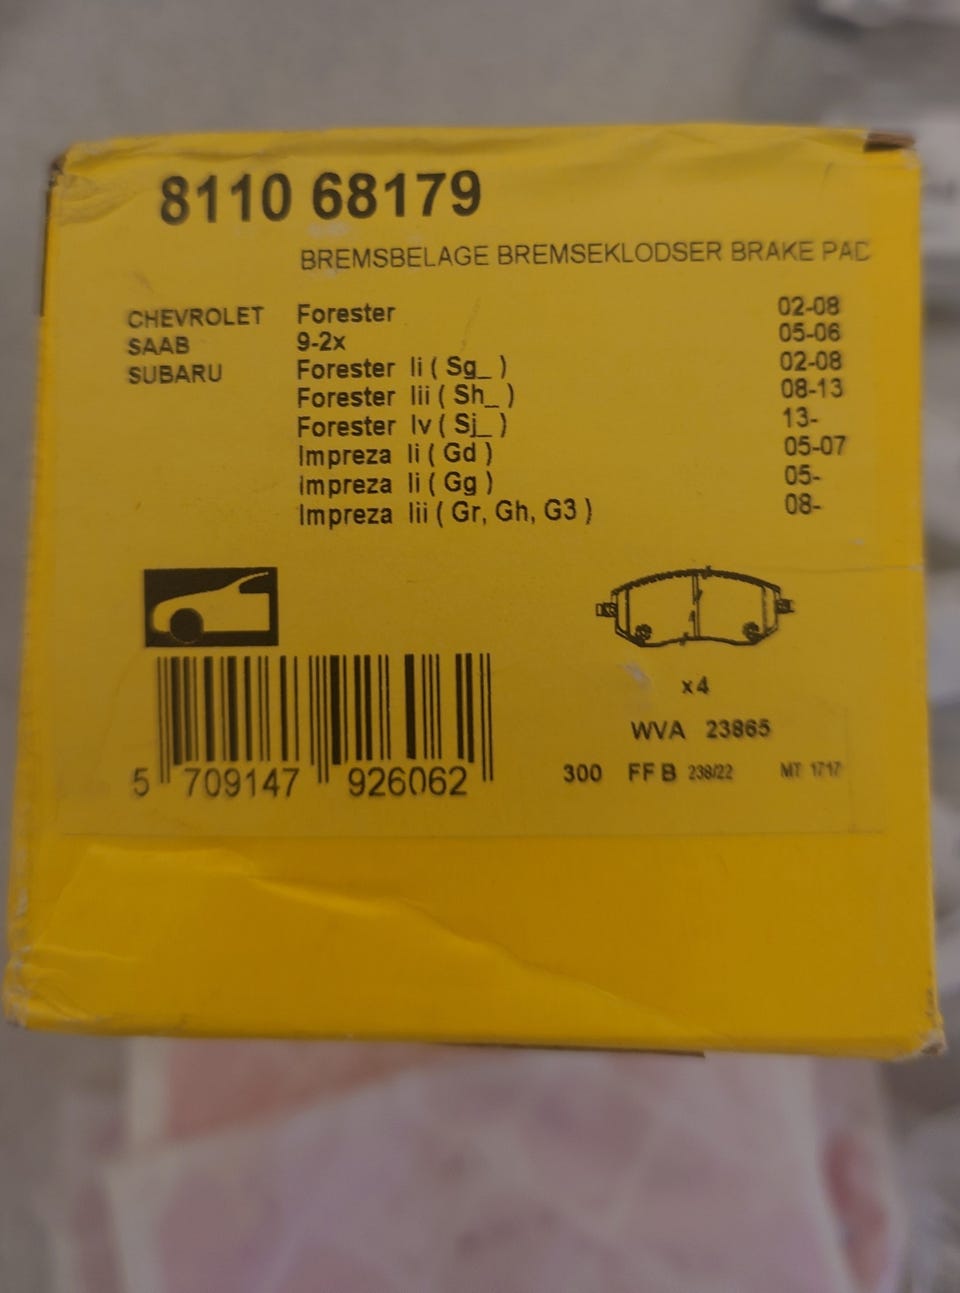 8110 68179
BREMSBELAGE BREMSEKLODSER BRAKE PAD
CHEVROLET Forester 02-08
SAAB 9-2x 05-06
SUBARU Forester Ii ( Sg_ ) 02-08
Forester Iii ( Sh_ ) 08-13
Forester Iv ( Sj_ ) 13-
Impreza Ii ( Gd ) 05-07
Impreza Ii ( Gg ) 05-
Impreza Iii ( Gr, Gh, G3 ) 08-
x4
WVA 23865
300 FF B 238/22 MT 1717
5 709147 926062